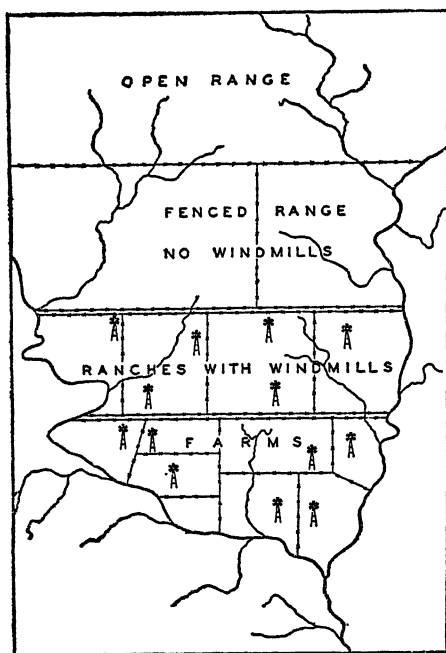 OPEN RANGE
FENCED RANGE
NO WINDMILLS
RANCHES WITH WINDMILLS
FARMS